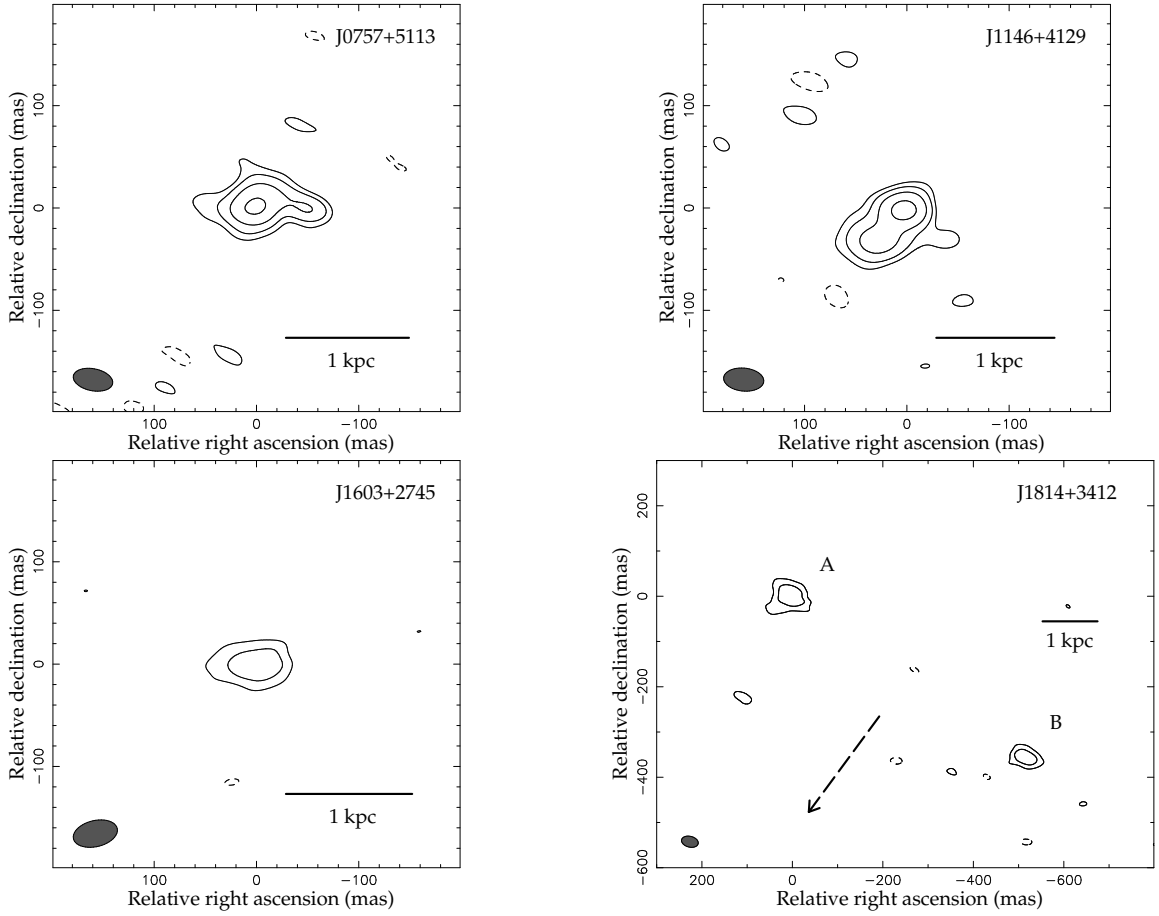 J0757+5113
Relative declination (mas)
100
0
−100
1 kpc
100 0 −100
Relative right ascension (mas)
J1146+4129
Relative declination (mas)
100
0
−100
1 kpc
100 0 −100
Relative right ascension (mas)
J1603+2745
Relative declination (mas)
100
0
−100
1 kpc
100 0 −100
Relative right ascension (mas)
J1814+3412
Relative declination (mas)
200
0
−200
−400
−600
A
1 kpc
B
200 0 −200 −400 −600
Relative right ascension (mas)